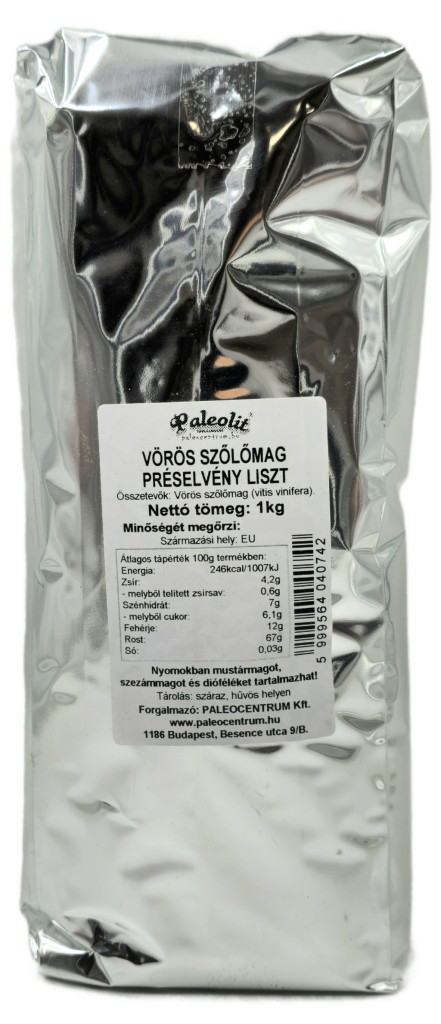 Paleolit®
paleocentrum.hu
VÖRÖS SZŐLŐMAG
PRÉSELVÉNY LISZT
Összetevők: Vörös szőlőmag (vitis vinifera).
Nettó tömeg: 1kg
Minőségét megőrzi:
Származási hely: EU
Átlagos tápérték 100g termékben:
Energia: 246kcal/1007kJ
Zsír: 4,2g
- melyből telített zsírsav: 0,6g
Szénhidrát: 7g
- melyből cukor: 6,1g
Fehérje: 12g
Rost: 67g
Só: 0,03g
5 999564 040742
Nyomokban mustármagot,
szezámmagot és dióféléket tartalmazhat!
Tárolás: száraz, hűvös helyen
Forgalmazó: PALEOCENTRUM Kft.
www.paleocentrum.hu
1186 Budapest, Besence utca 9/B.